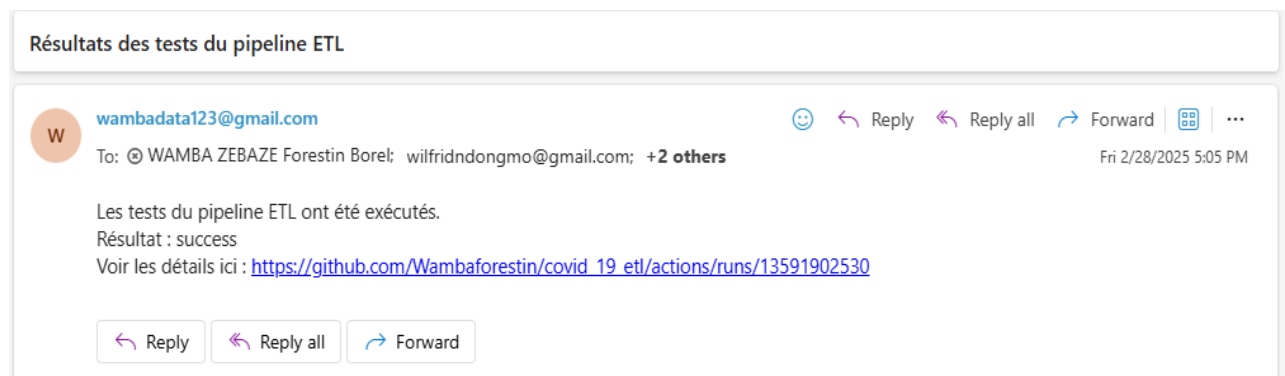 Résultats des tests du pipeline ETL
W
wambadata123@gmail.com
Reply Reply all Forward
To: WAMBA ZEBAZE Forestin Borel; wilfridndongmo@gmail.com; +2 others
Fri 2/28/2025 5:05 PM
Les tests du pipeline ETL ont été exécutés.
Résultat : success
Voir les détails ici : https://github.com/Wambaforestin/covid_19_etl/actions/runs/13591902530
Reply Reply all Forward